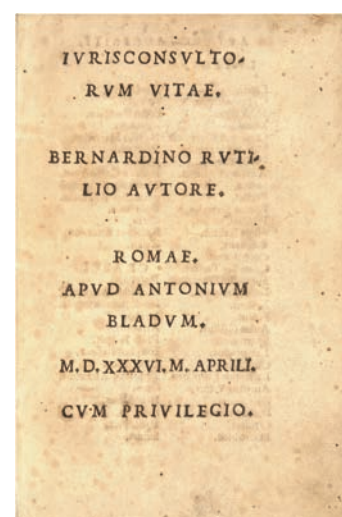 IVRISCONSVLTO-
RVM VITAE.
BERNARDINO RVTI-
LIO AVTORE.
ROMAE.
APVD ANTONIVM
BLADVM.
M.D.XXXVI.M.APRILI.
CVM PRIVILEGIO.